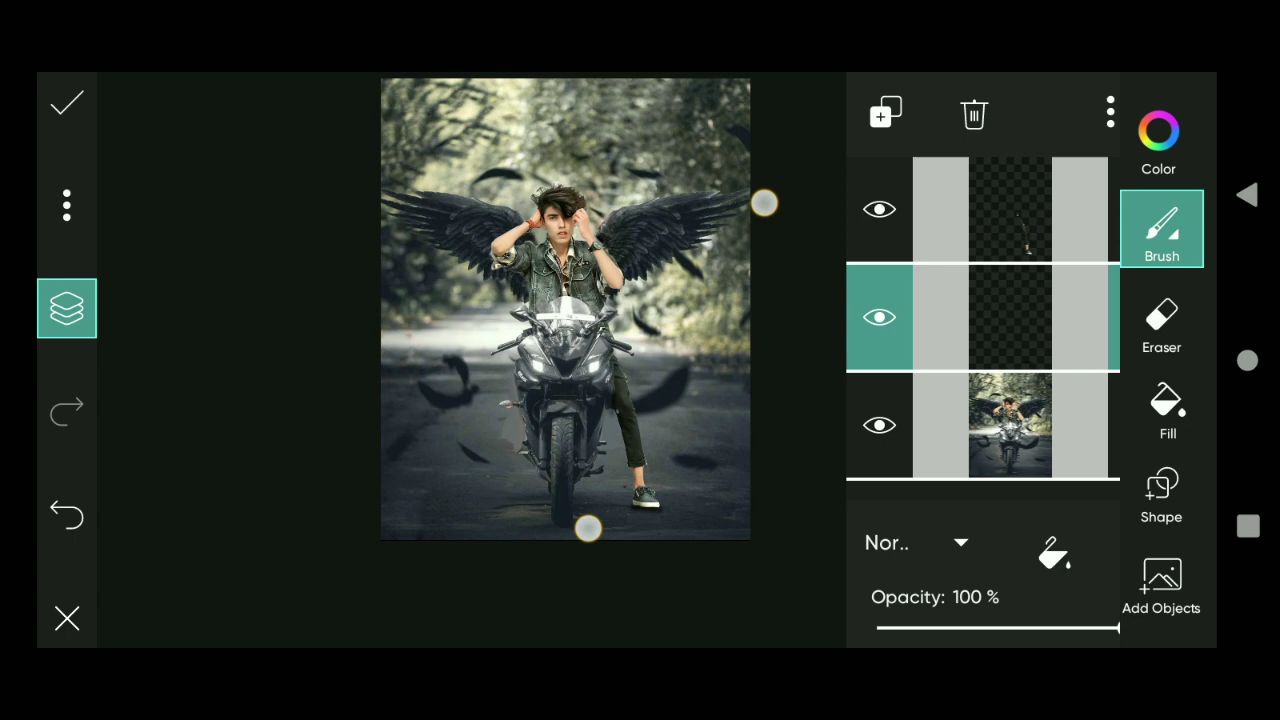 Color
Brush
Eraser
Fill
Shape
Add Objects
Nor..
Opacity: 100 %